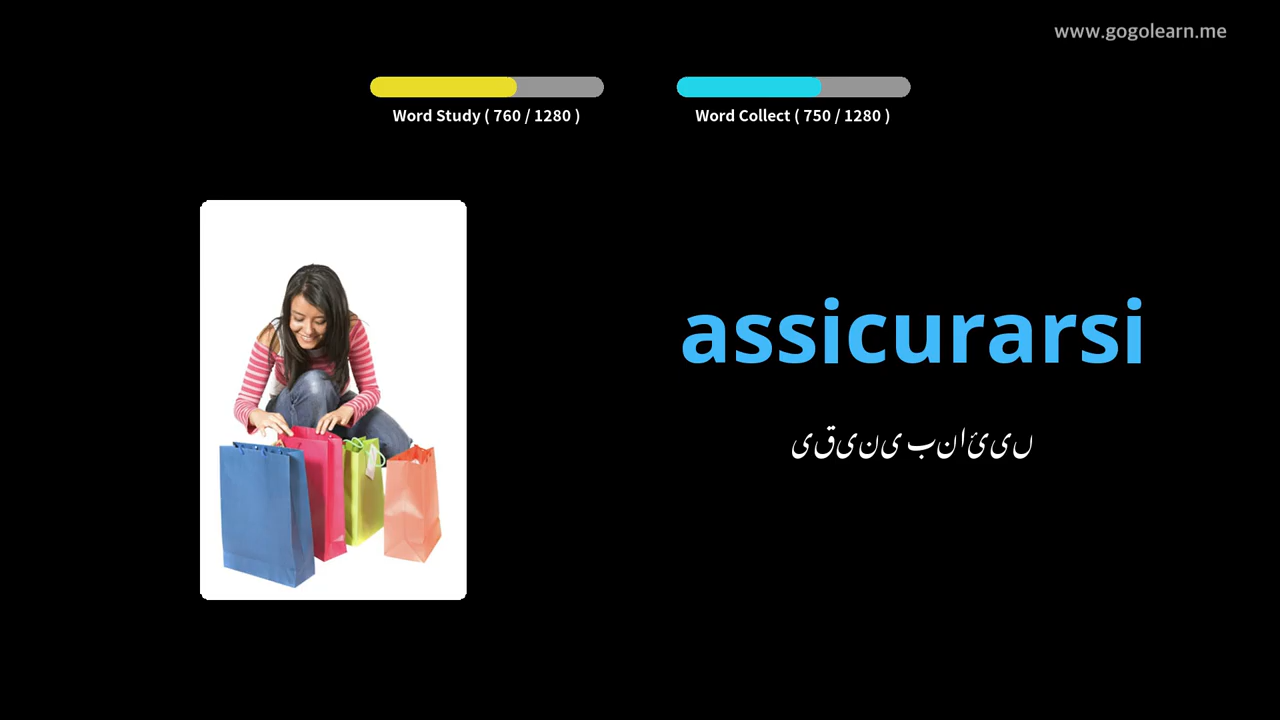 www.gogolearn.me
Word Study ( 760 / 1280 )
Word Collect ( 750 / 1280 )
assicurarsi
یقینی بنائیں